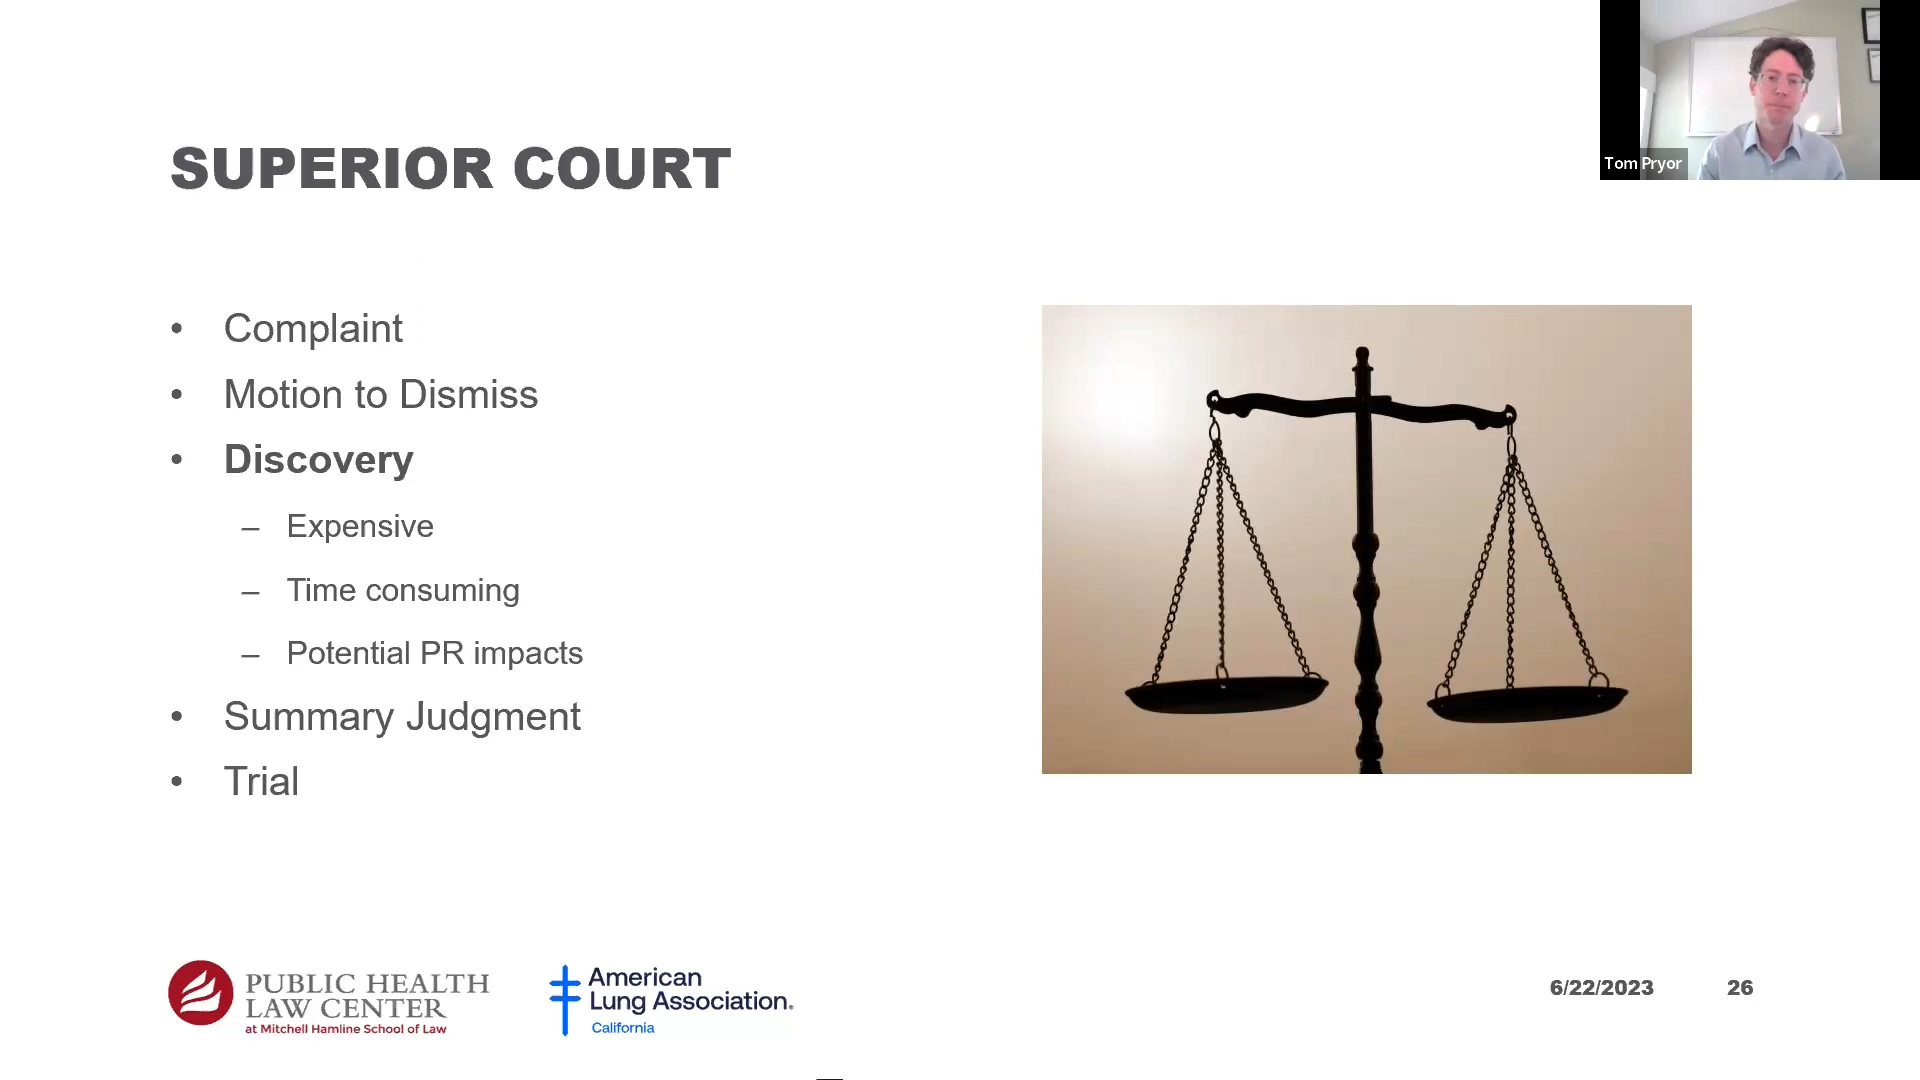 Tom Pryor
SUPERIOR COURT
• Complaint
• Motion to Dismiss
• Discovery
– Expensive
– Time consuming
– Potential PR impacts
• Summary Judgment
• Trial
PUBLIC HEALTH
LAW CENTER
at Mitchell Hamline School of Law
American
Lung Association®
California
6/22/2023
26